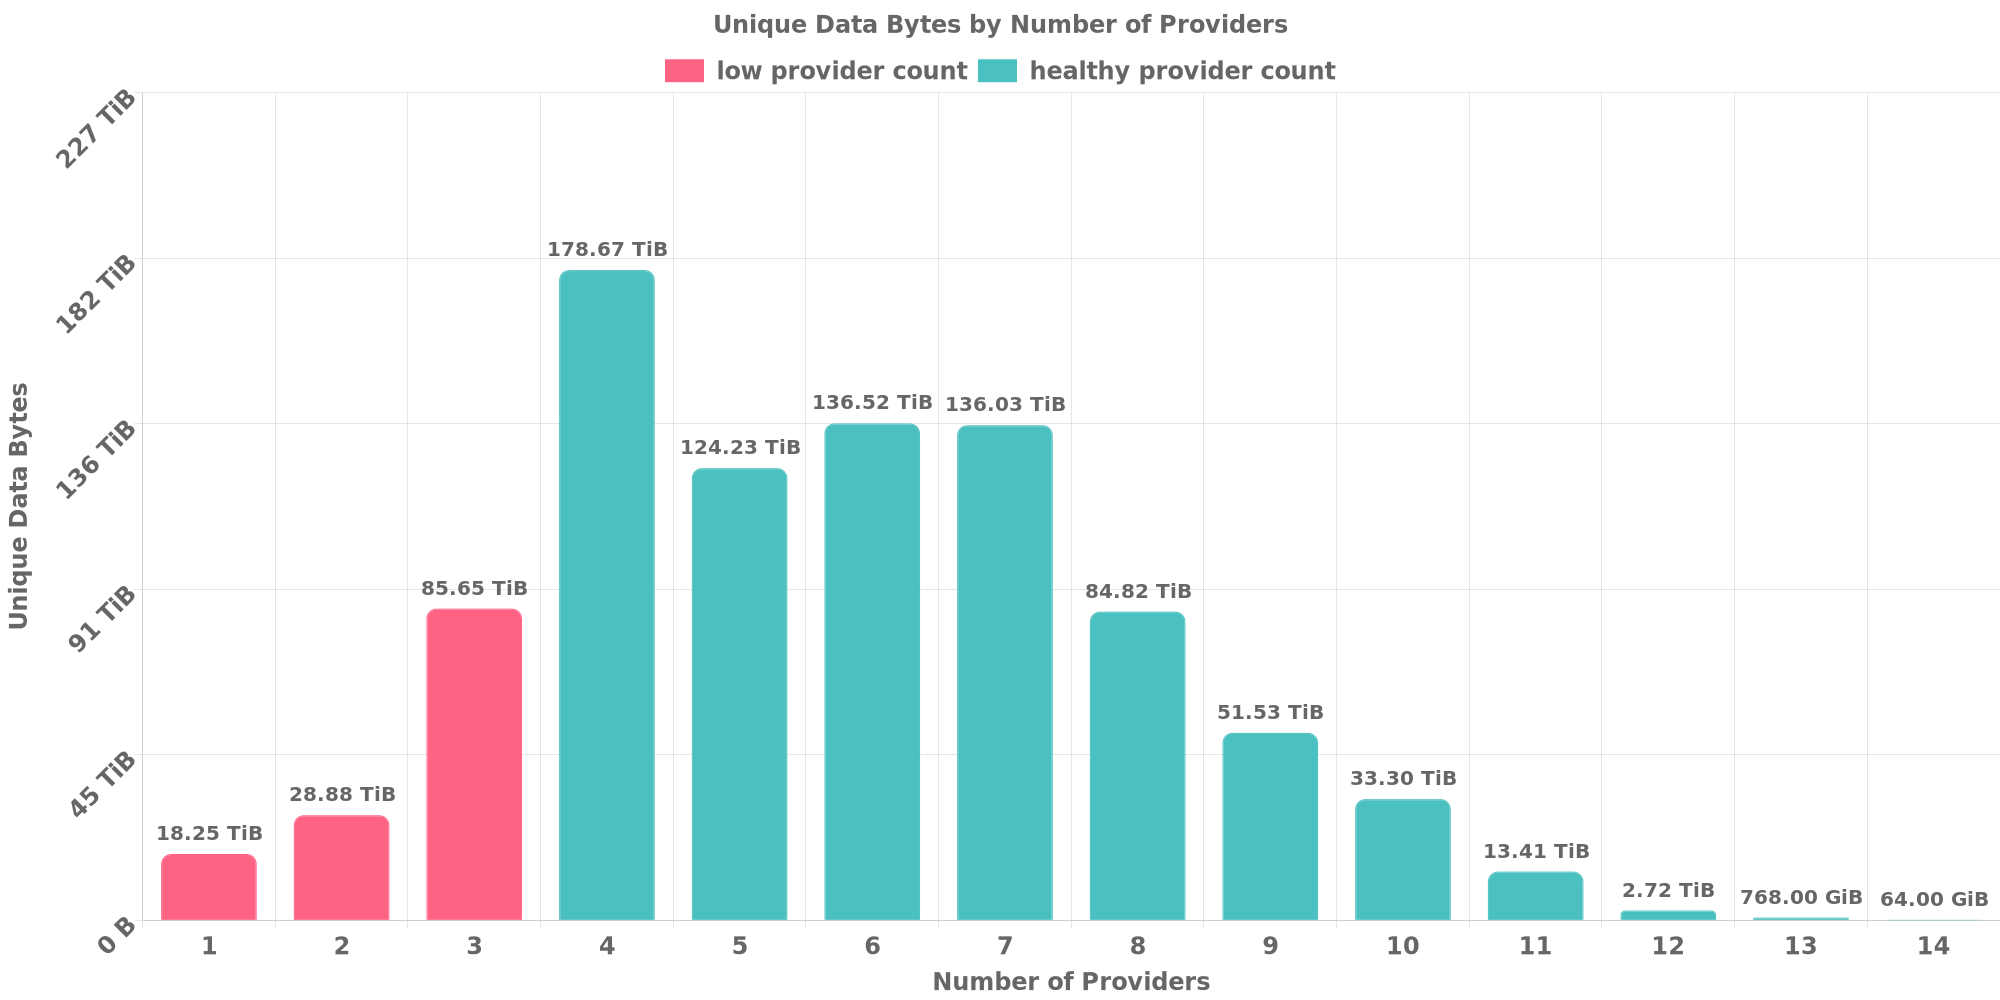 Unique Data Bytes by Number of Providers
low provider count healthy provider count
227 TiB
182 TiB
136 TiB
91 TiB
45 TiB
0 B
Unique Data Bytes
18.25 TiB
28.88 TiB
85.65 TiB
178.67 TiB
124.23 TiB
136.52 TiB
136.03 TiB
84.82 TiB
51.53 TiB
33.30 TiB
13.41 TiB
2.72 TiB
768.00 GiB
64.00 GiB
1 2 3 4 5 6 7 8 9 10 11 12 13 14
Number of Providers